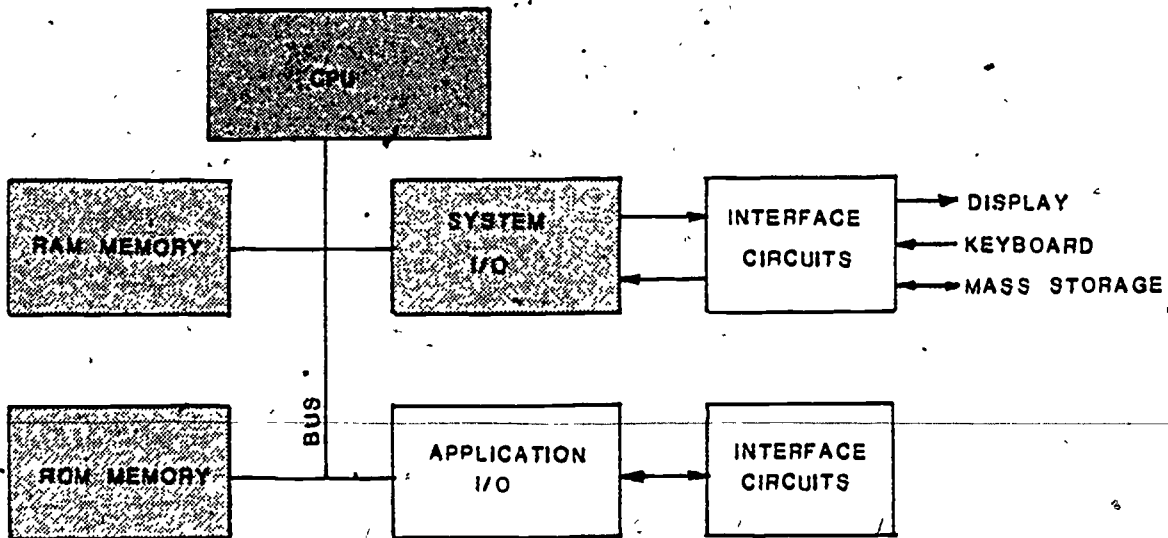 CPU
RAM MEMORY
SYSTEM
I/O
INTERFACE
CIRCUITS
DISPLAY
KEYBOARD
MASS STORAGE
BUS
ROM MEMORY
APPLICATION
I/O
INTERFACE
CIRCUITS